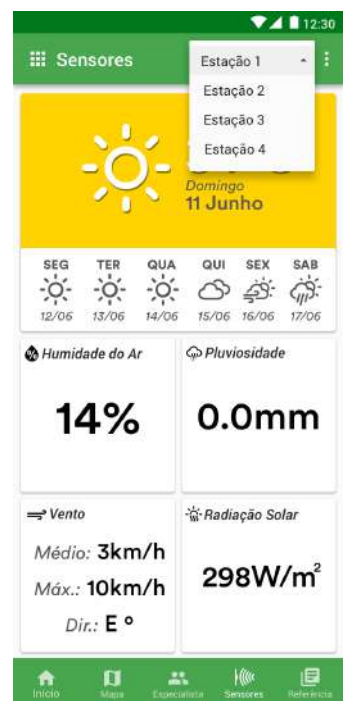 12:30
Sensores
Estação 1
Estação 2
Estação 3
Estação 4
Domingo
11 Junho
SEG TER QUA QUI SEX SAB
12/06 13/06 14/06 15/06 16/06 17/06
Humidade do Ar
14%
Pluviosidade
0.0mm
Vento
Médio: 3km/h
Máx.: 10km/h
Dir.: E º
Radiação Solar
298W/m²
Início Mapa Especialista Sensores Referência